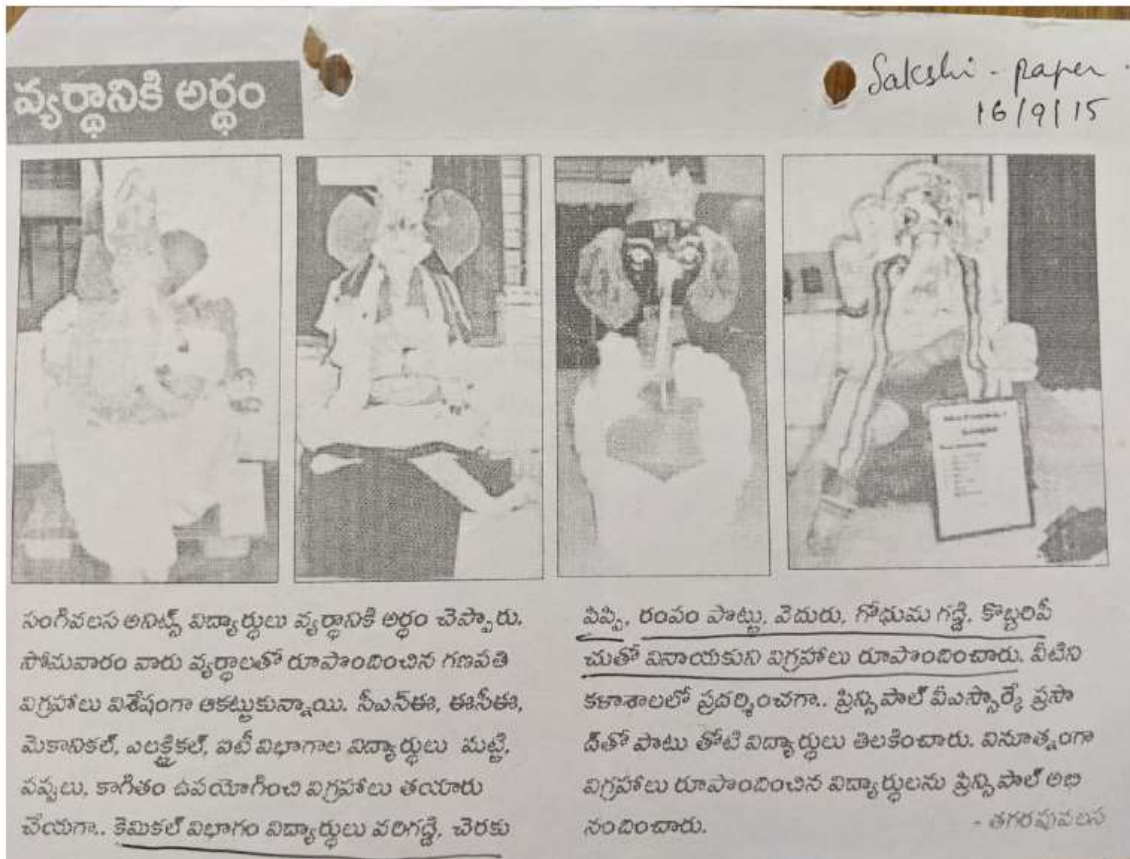 వ్యర్థానికి అర్థం
Sakshi - paper -
16/9/15
సంగివలస అనిట్స్ విద్యార్థులు వ్యర్థానికి అర్థం చెప్పారు.
సోమవారం వారు వ్యర్థాలతో రూపొందించిన గణపతి
విగ్రహాలు విశేషంగా ఆకట్టుకున్నాయి. సీఎస్ఈ, ఈసీఈ,
మెకానికల్, ఎలక్ట్రికల్, ఐటీ విభాగాల విద్యార్థులు మట్టి,
పప్పులు, కాగితం ఉపయోగించి విగ్రహాలు తయారు
చేయగా.. కెమికల్ విభాగం విద్యార్థులు వరిగడ్డి, చెరకు
పిప్పి, రంపం పొట్టు, వెదురు, గోధుమ గడ్డి, కొబ్బరిపీ
చుతో వినాయకుని విగ్రహాలు రూపొందించారు. వీటిని
కళాశాలలో ప్రదర్శించగా.. ప్రిన్సిపాల్ వీఎస్సార్కే ప్రసా
ద్‌తో పాటు తోటి విద్యార్థులు తిలకించారు. వినూత్నంగా
విగ్రహాలు రూపొందించిన విద్యార్థులను ప్రిన్సిపాల్ అభి
నందించారు.
- తగరపువలస